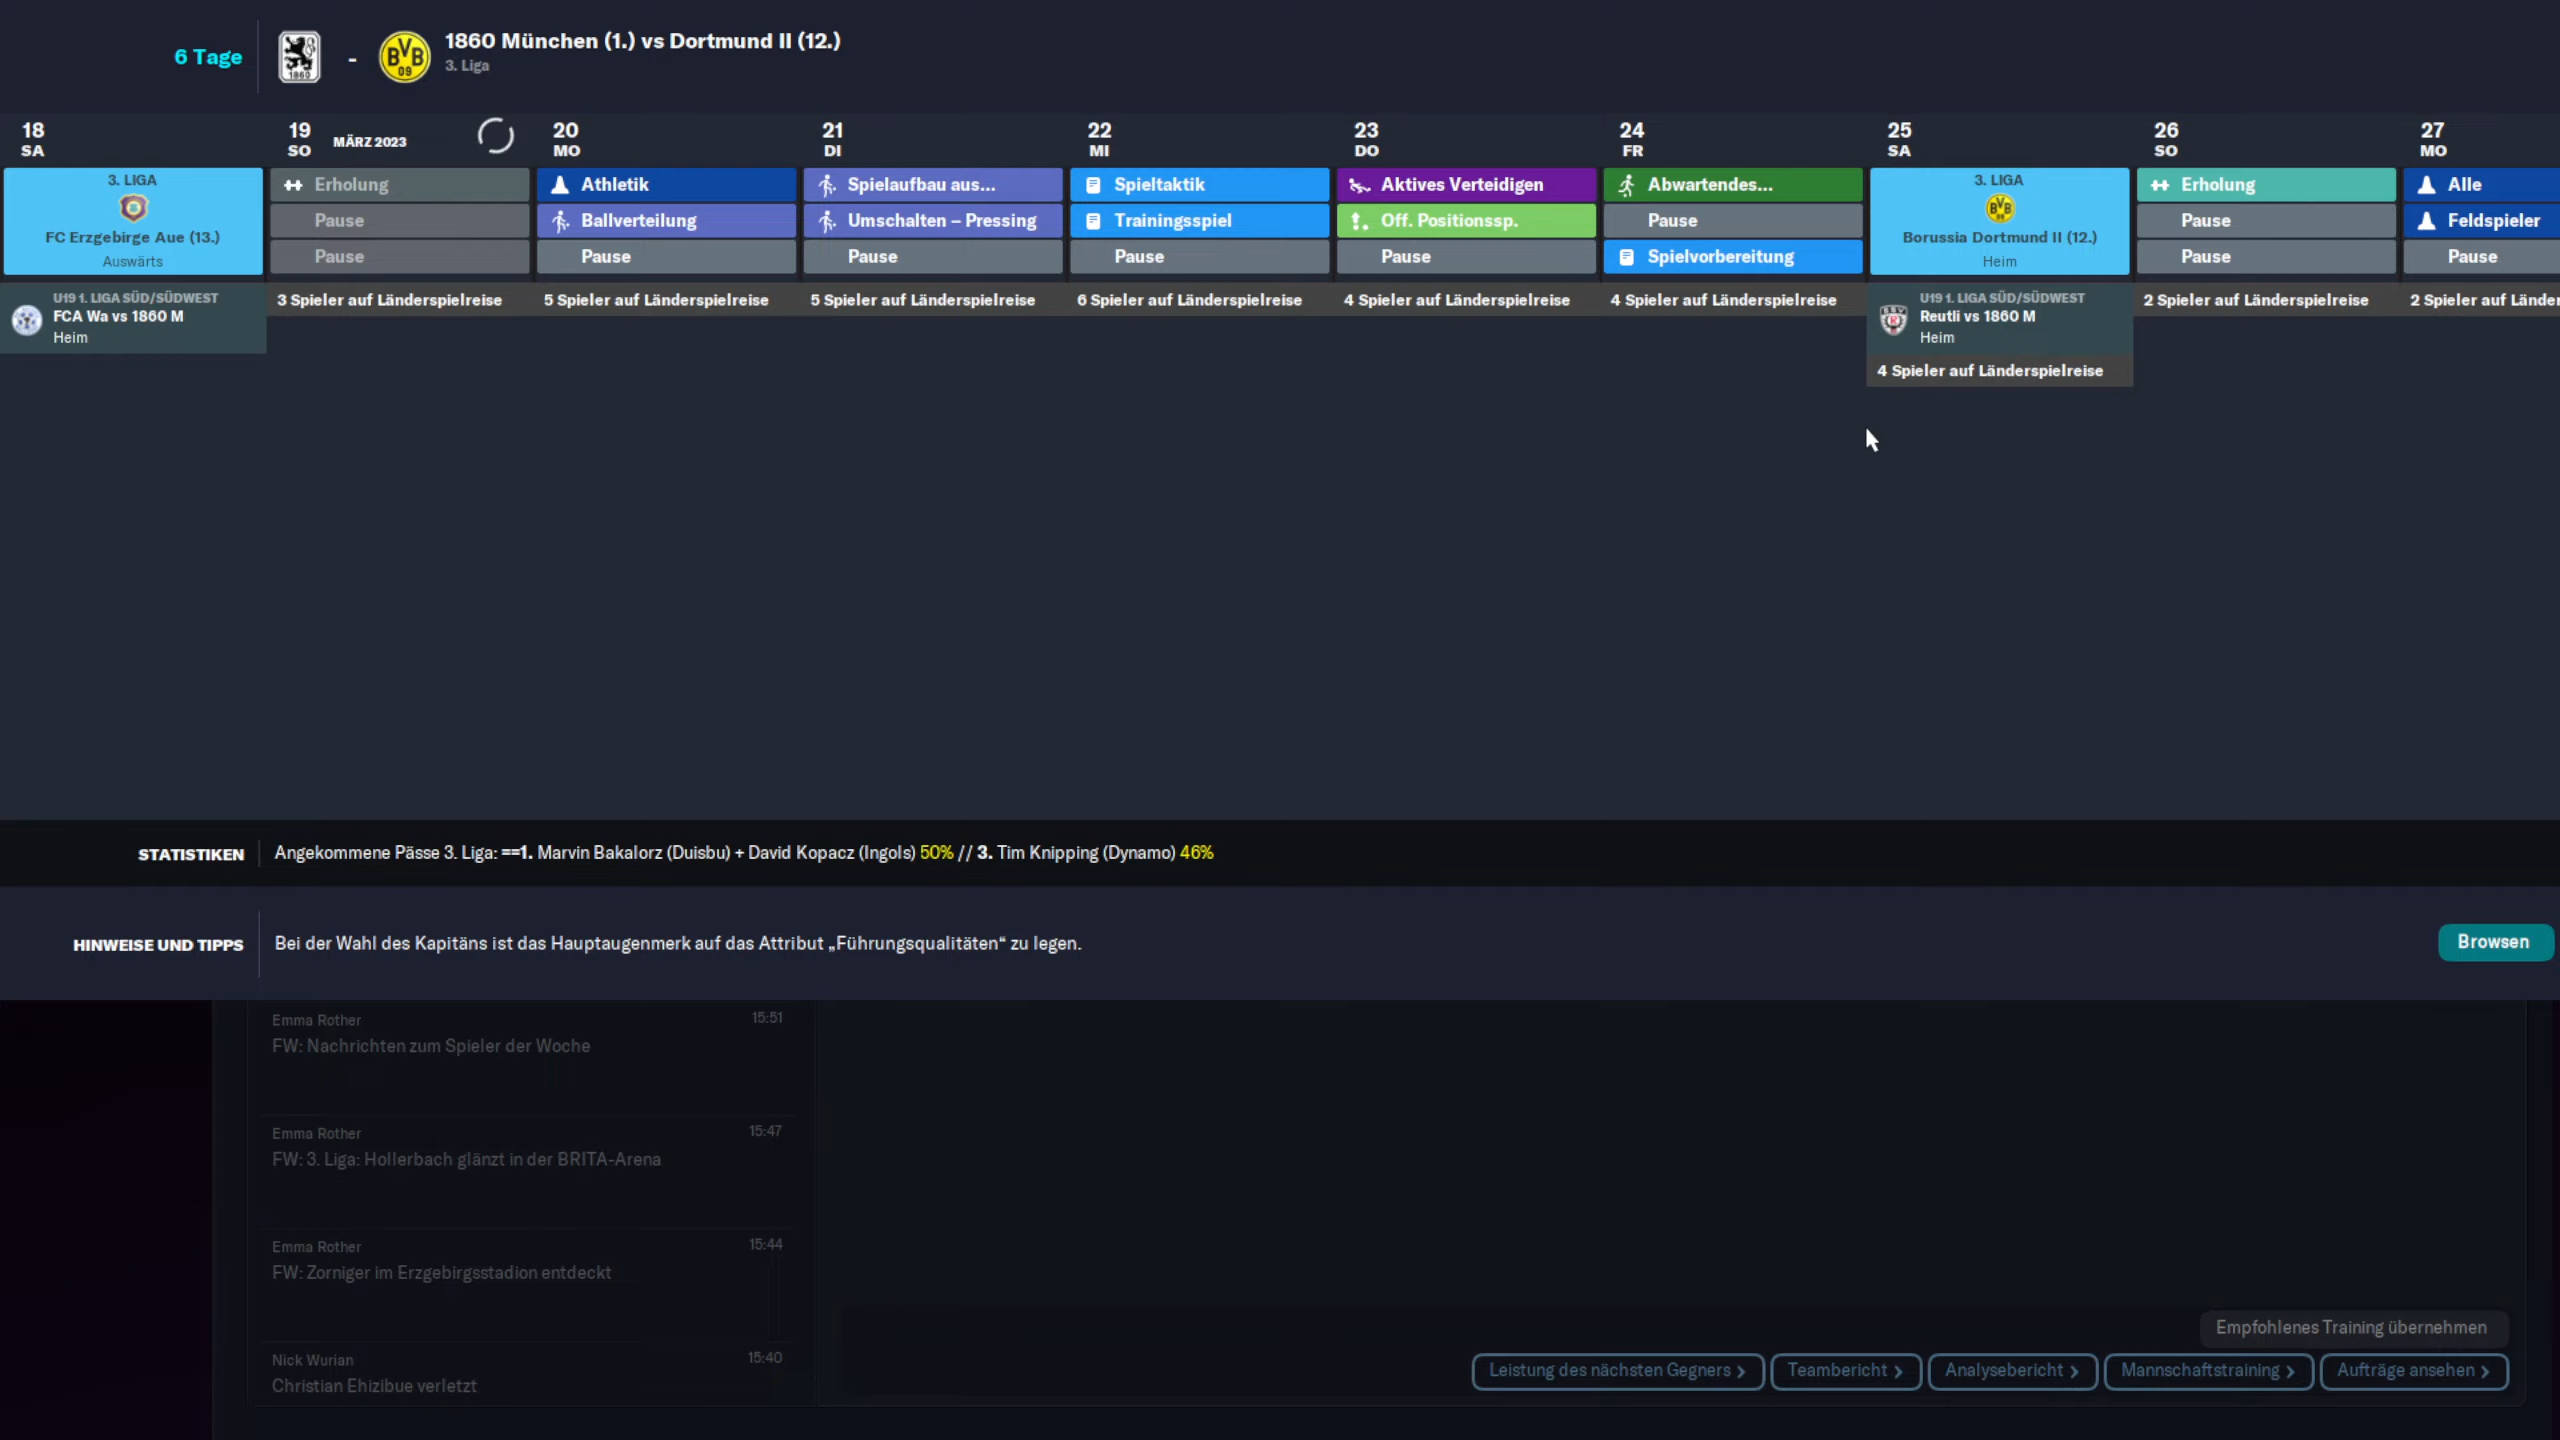 6 Tage
1860 München (1.) vs Dortmund II (12.)
3. Liga
18 SA
19 SO MÄRZ 2023
20 MO
21 DI
22 MI
23 DO
24 FR
25 SA
26 SO
27 MO
3. LIGA
FC Erzgebirge Aue (13.)
Auswärts
U19 1. LIGA SÜD/SÜDWEST
FCA Wa vs 1860 M
Heim
Erholung
Pause
Pause
3 Spieler auf Länderspielreise
Athletik
Ballverteilung
Pause
5 Spieler auf Länderspielreise
Spielaufbau aus...
Umschalten – Pressing
Pause
5 Spieler auf Länderspielreise
Spieltaktik
Trainingsspiel
Pause
6 Spieler auf Länderspielreise
Aktives Verteidigen
Off. Positionssp.
Pause
4 Spieler auf Länderspielreise
Abwartendes...
Pause
Spielvorbereitung
4 Spieler auf Länderspielreise
3. LIGA
BVB 09
Borussia Dortmund II (12.)
Heim
U19 1. LIGA SÜD/SÜDWEST
Reutli vs 1860 M
Heim
4 Spieler auf Länderspielreise
Erholung
Pause
Pause
2 Spieler auf Länderspielreise
Alle
Feldspieler
Pause
2 Spieler auf Länder
STATISTIKEN
Angekommene Pässe 3. Liga: ==1. Marvin Bakalorz (Duisbu) + David Kopacz (Ingols) 50% // 3. Tim Knipping (Dynamo) 46%
HINWEISE UND TIPPS
Bei der Wahl des Kapitäns ist das Hauptaugenmerk auf das Attribut „Führungsqualitäten“ zu legen.
Browsen
Emma Rother 15:51
FW: Nachrichten zum Spieler der Woche
Emma Rother 15:47
FW: 3. Liga: Hollerbach glänzt in der BRITA-Arena
Emma Rother 15:44
FW: Zorniger im Erzgebirgsstadion entdeckt
Nick Wurian 15:40
Christian Ehizibue verletzt
Empfohlenes Training übernehmen
Leistung des nächsten Gegners >
Teambericht >
Analysebericht >
Mannschaftstraining >
Aufträge ansehen >